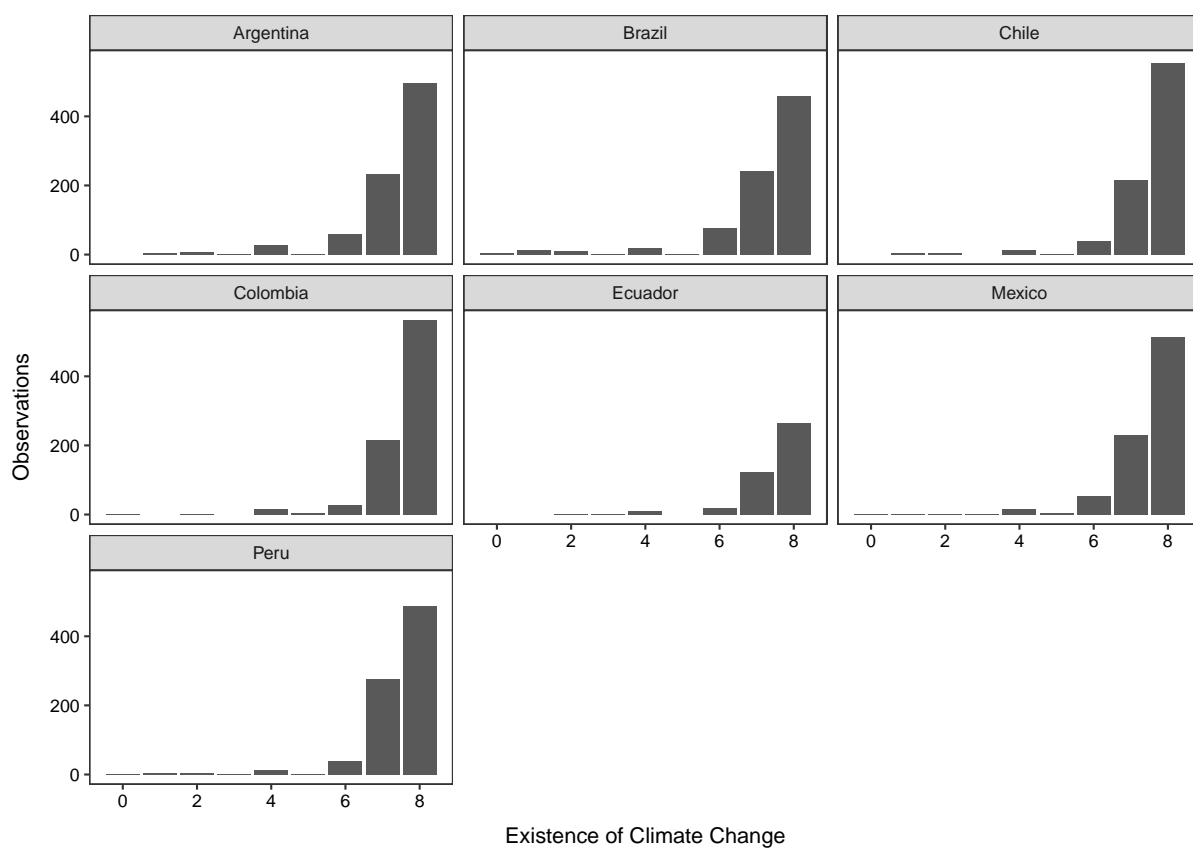 Argentina Brazil Chile
400
200
0
Colombia Ecuador Mexico
400
200
0
0 2 4 6 8 0 2 4 6 8
Peru
400
200
0
0 2 4 6 8
Observations
Existence of Climate Change